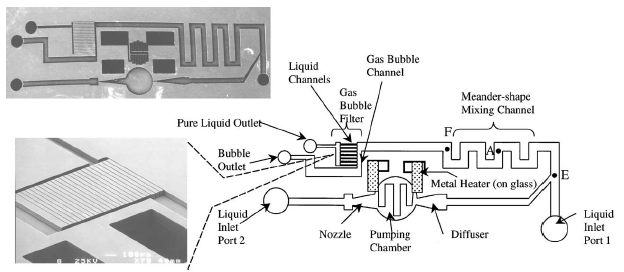 Liquid
Channels
Gas Bubble
Channel
Gas
Bubble
Filter
Meander-shape
Mixing Channel
Pure Liquid Outlet
F
A
Bubble
Outlet
Metal Heater (on glass)
E
Liquid
Inlet
Port 2
Nozzle
Pumping
Chamber
Diffuser
Liquid
Inlet
Port 1
25KV